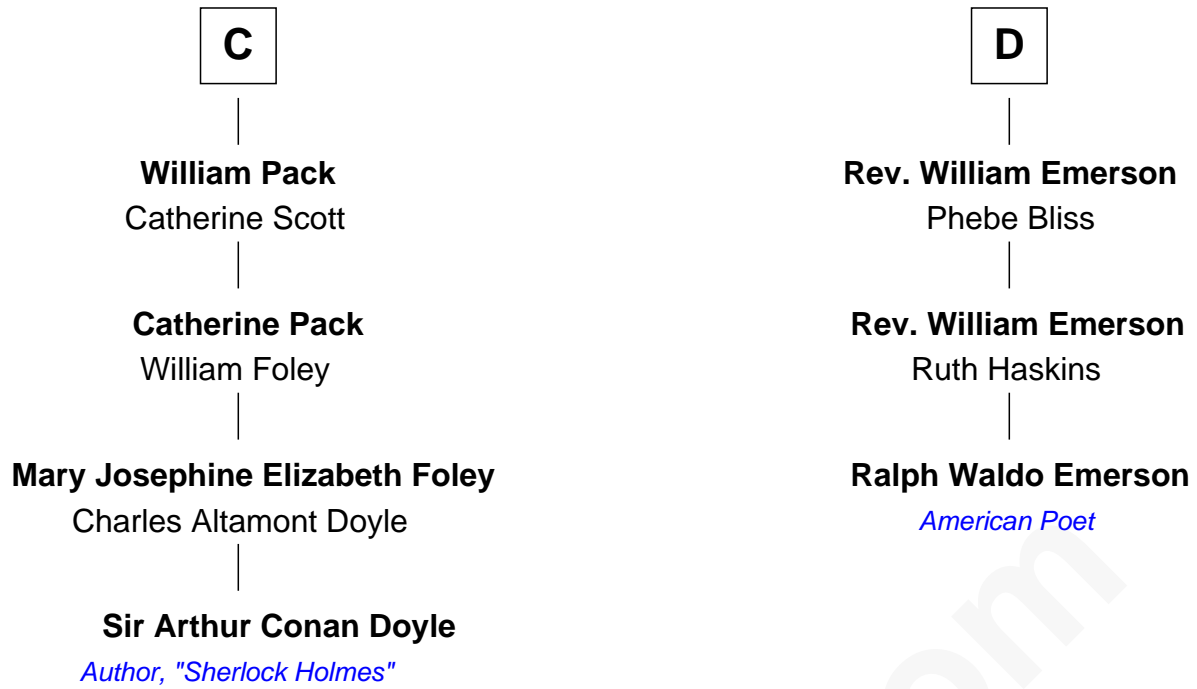 C
William Pack
Catherine Scott
Catherine Pack
William Foley
Mary Josephine Elizabeth Foley
Charles Altamont Doyle
Sir Arthur Conan Doyle
Author, "Sherlock Holmes"
D
Rev. William Emerson
Phebe Bliss
Rev. William Emerson
Ruth Haskins
Ralph Waldo Emerson
American Poet
om